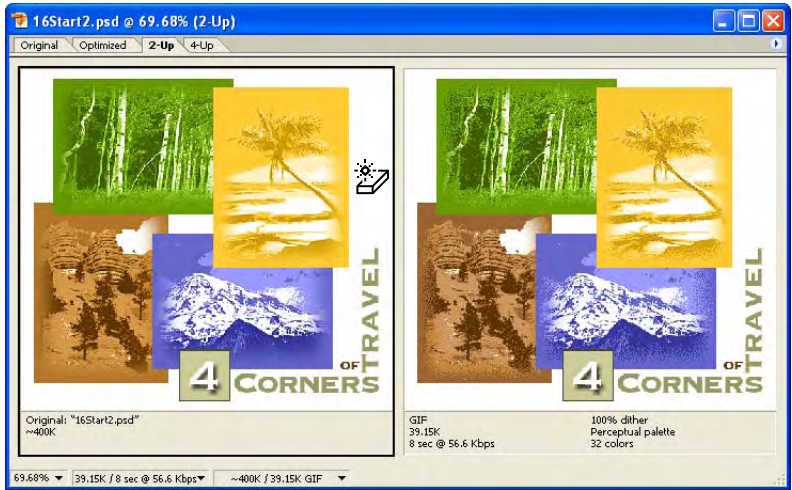 16Start2.psd @ 69.68% (2-Up)
Original Optimized 2-Up 4-Up
4 CORNERS
OF TRAVEL
4 CORNERS
OF TRAVEL
Original: "16Start2.psd"
~400K
GIF 100% dither
39.15K Perceptual palette
8 sec @ 56.6 Kbps 32 colors
69.68% 39.15K / 8 sec @ 56.6 Kbps ~400K / 39.15K GIF